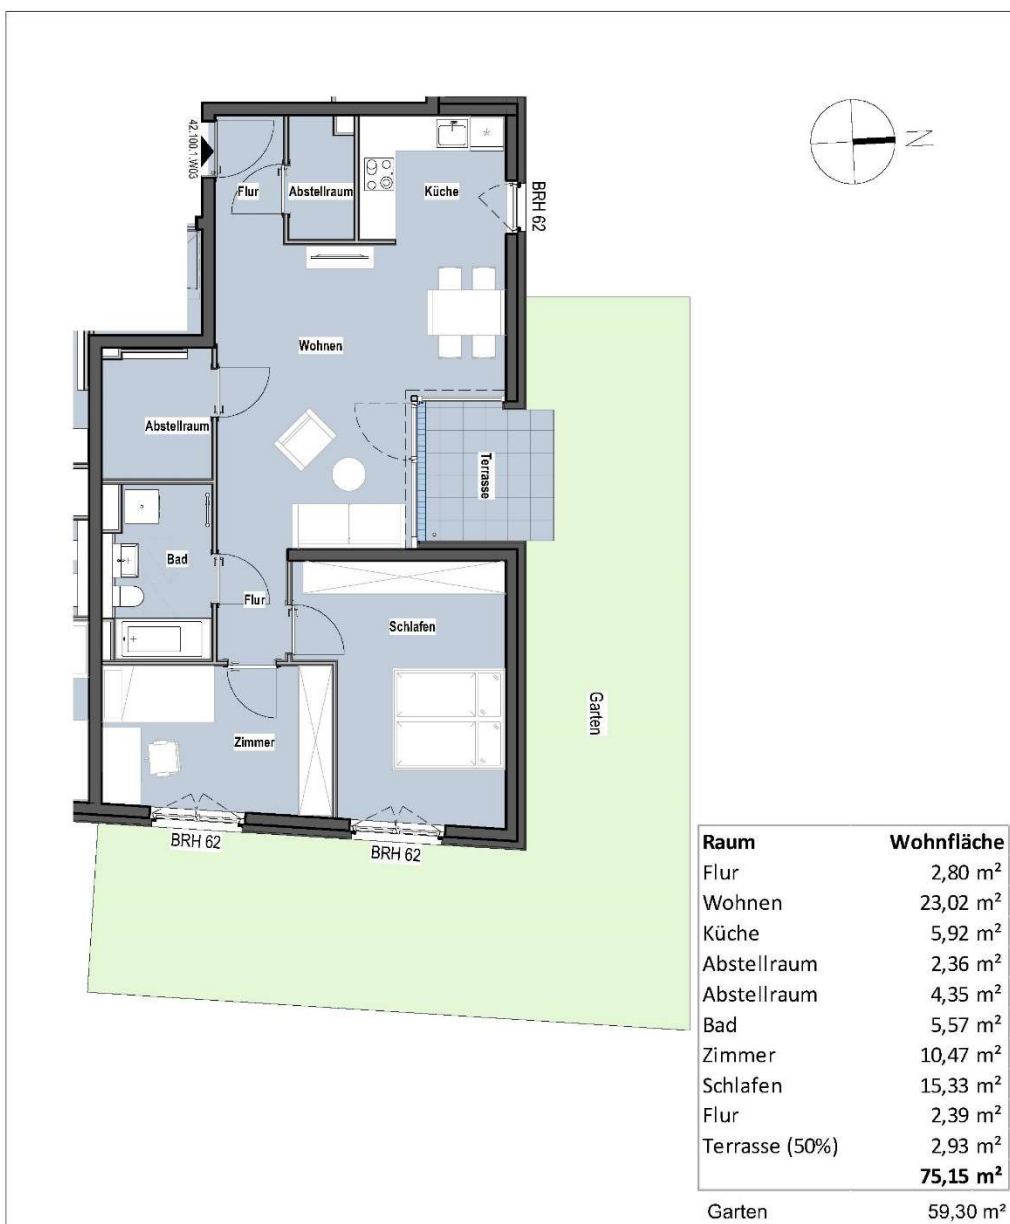 42.100.1.W03
N
Flur
Abstellraum
Küche
BRH 62
Wohnen
Abstellraum
Terrasse
Bad
Flur
Schlafen
Garten
Zimmer
BRH 62
BRH 62
Raum Wohnfläche
Flur 2,80 m²
Wohnen 23,02 m²
Küche 5,92 m²
Abstellraum 2,36 m²
Abstellraum 4,35 m²
Bad 5,57 m²
Zimmer 10,47 m²
Schlafen 15,33 m²
Flur 2,39 m²
Terrasse (50%) 2,93 m²
75,15 m²
Garten 59,30 m²